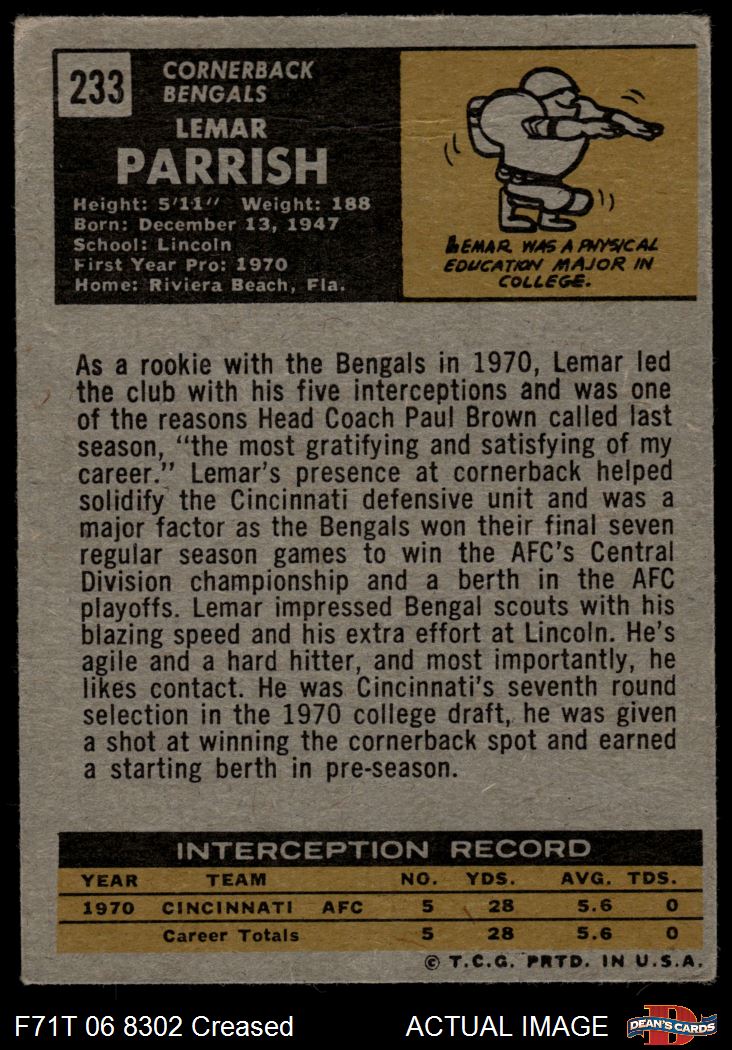 233
CORNERBACK
BENGALS
LEMAR
PARRISH
Height: 5'11" Weight: 188
Born: December 13, 1947
School: Lincoln
First Year Pro: 1970
Home: Riviera Beach, Fla.
LEMAR WAS A PHYSICAL
EDUCATION MAJOR IN
COLLEGE.
As a rookie with the Bengals in 1970, Lemar led
the club with his five interceptions and was one
of the reasons Head Coach Paul Brown called last
season, "the most gratifying and satisfying of my
career." Lemar's presence at cornerback helped
solidify the Cincinnati defensive unit and was a
major factor as the Bengals won their final seven
regular season games to win the AFC's Central
Division championship and a berth in the AFC
playoffs. Lemar impressed Bengal scouts with his
blazing speed and his extra effort at Lincoln. He's
agile and a hard hitter, and most importantly, he
likes contact. He was Cincinnati's seventh round
selection in the 1970 college draft, he was given
a shot at winning the cornerback spot and earned
a starting berth in pre-season.
INTERCEPTION RECORD
YEAR TEAM NO. YDS. AVG. TDS.
1970 CINCINNATI AFC 5 28 5.6 0
Career Totals 5 28 5.6 0
© T.C.G. PRTD. IN U.S.A.
F71T 06 8302 Creased ACTUAL IMAGE DEAN'S CARDS